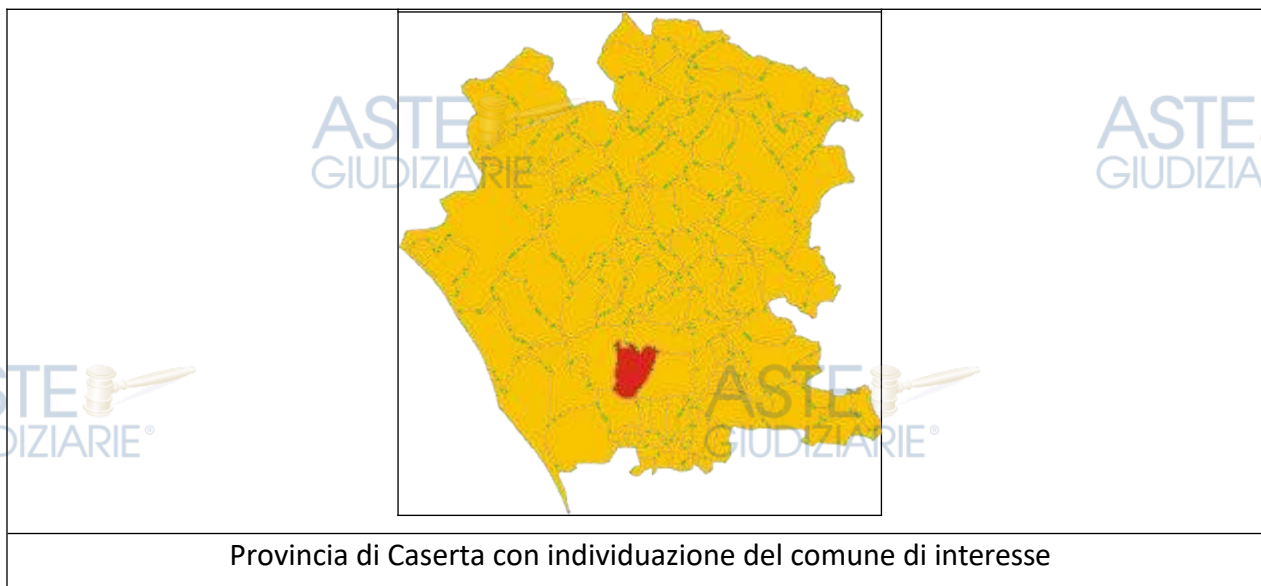 ASTE
GIUDIZIARIE®
ASTE
GIUDIZIA
STE
DIZIARIE®
ASTE
GIUDIZIARIE®
Provincia di Caserta con individuazione del comune di interesse